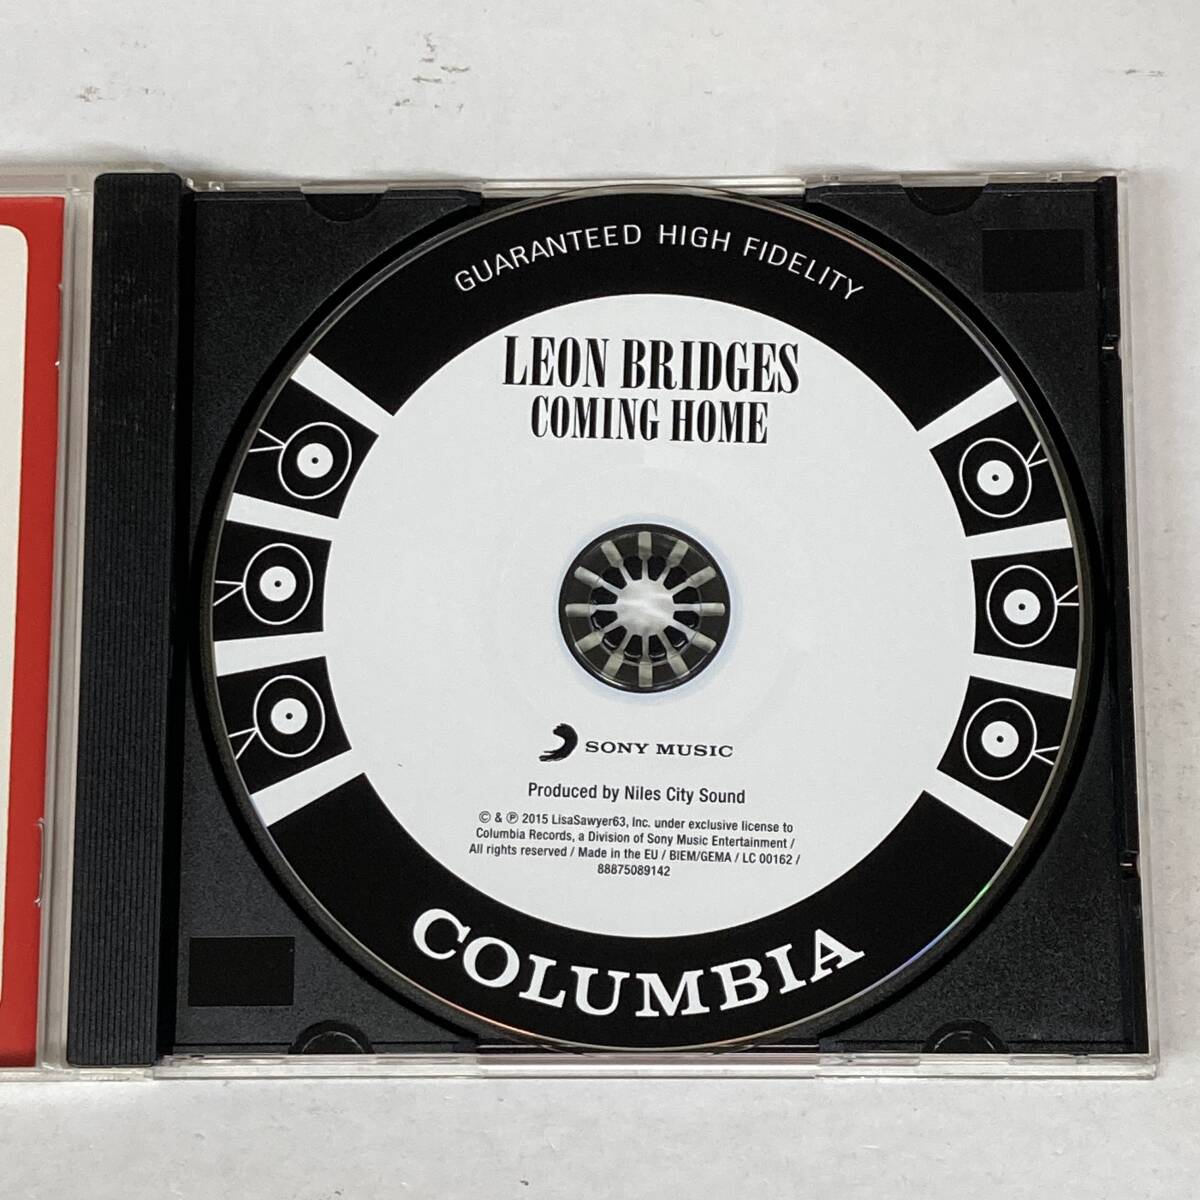 GUARANTEED HIGH FIDELITY
LEON BRIDGES
COMING HOME
SONY MUSIC
Produced by Niles City Sound
© & ℗ 2015 LisaSawyer63, Inc. under exclusive license to
Columbia Records, a Division of Sony Music Entertainment /
All rights reserved / Made in the EU / BIEM/GEMA / LC 00162 /
88875089142
COLUMBIA